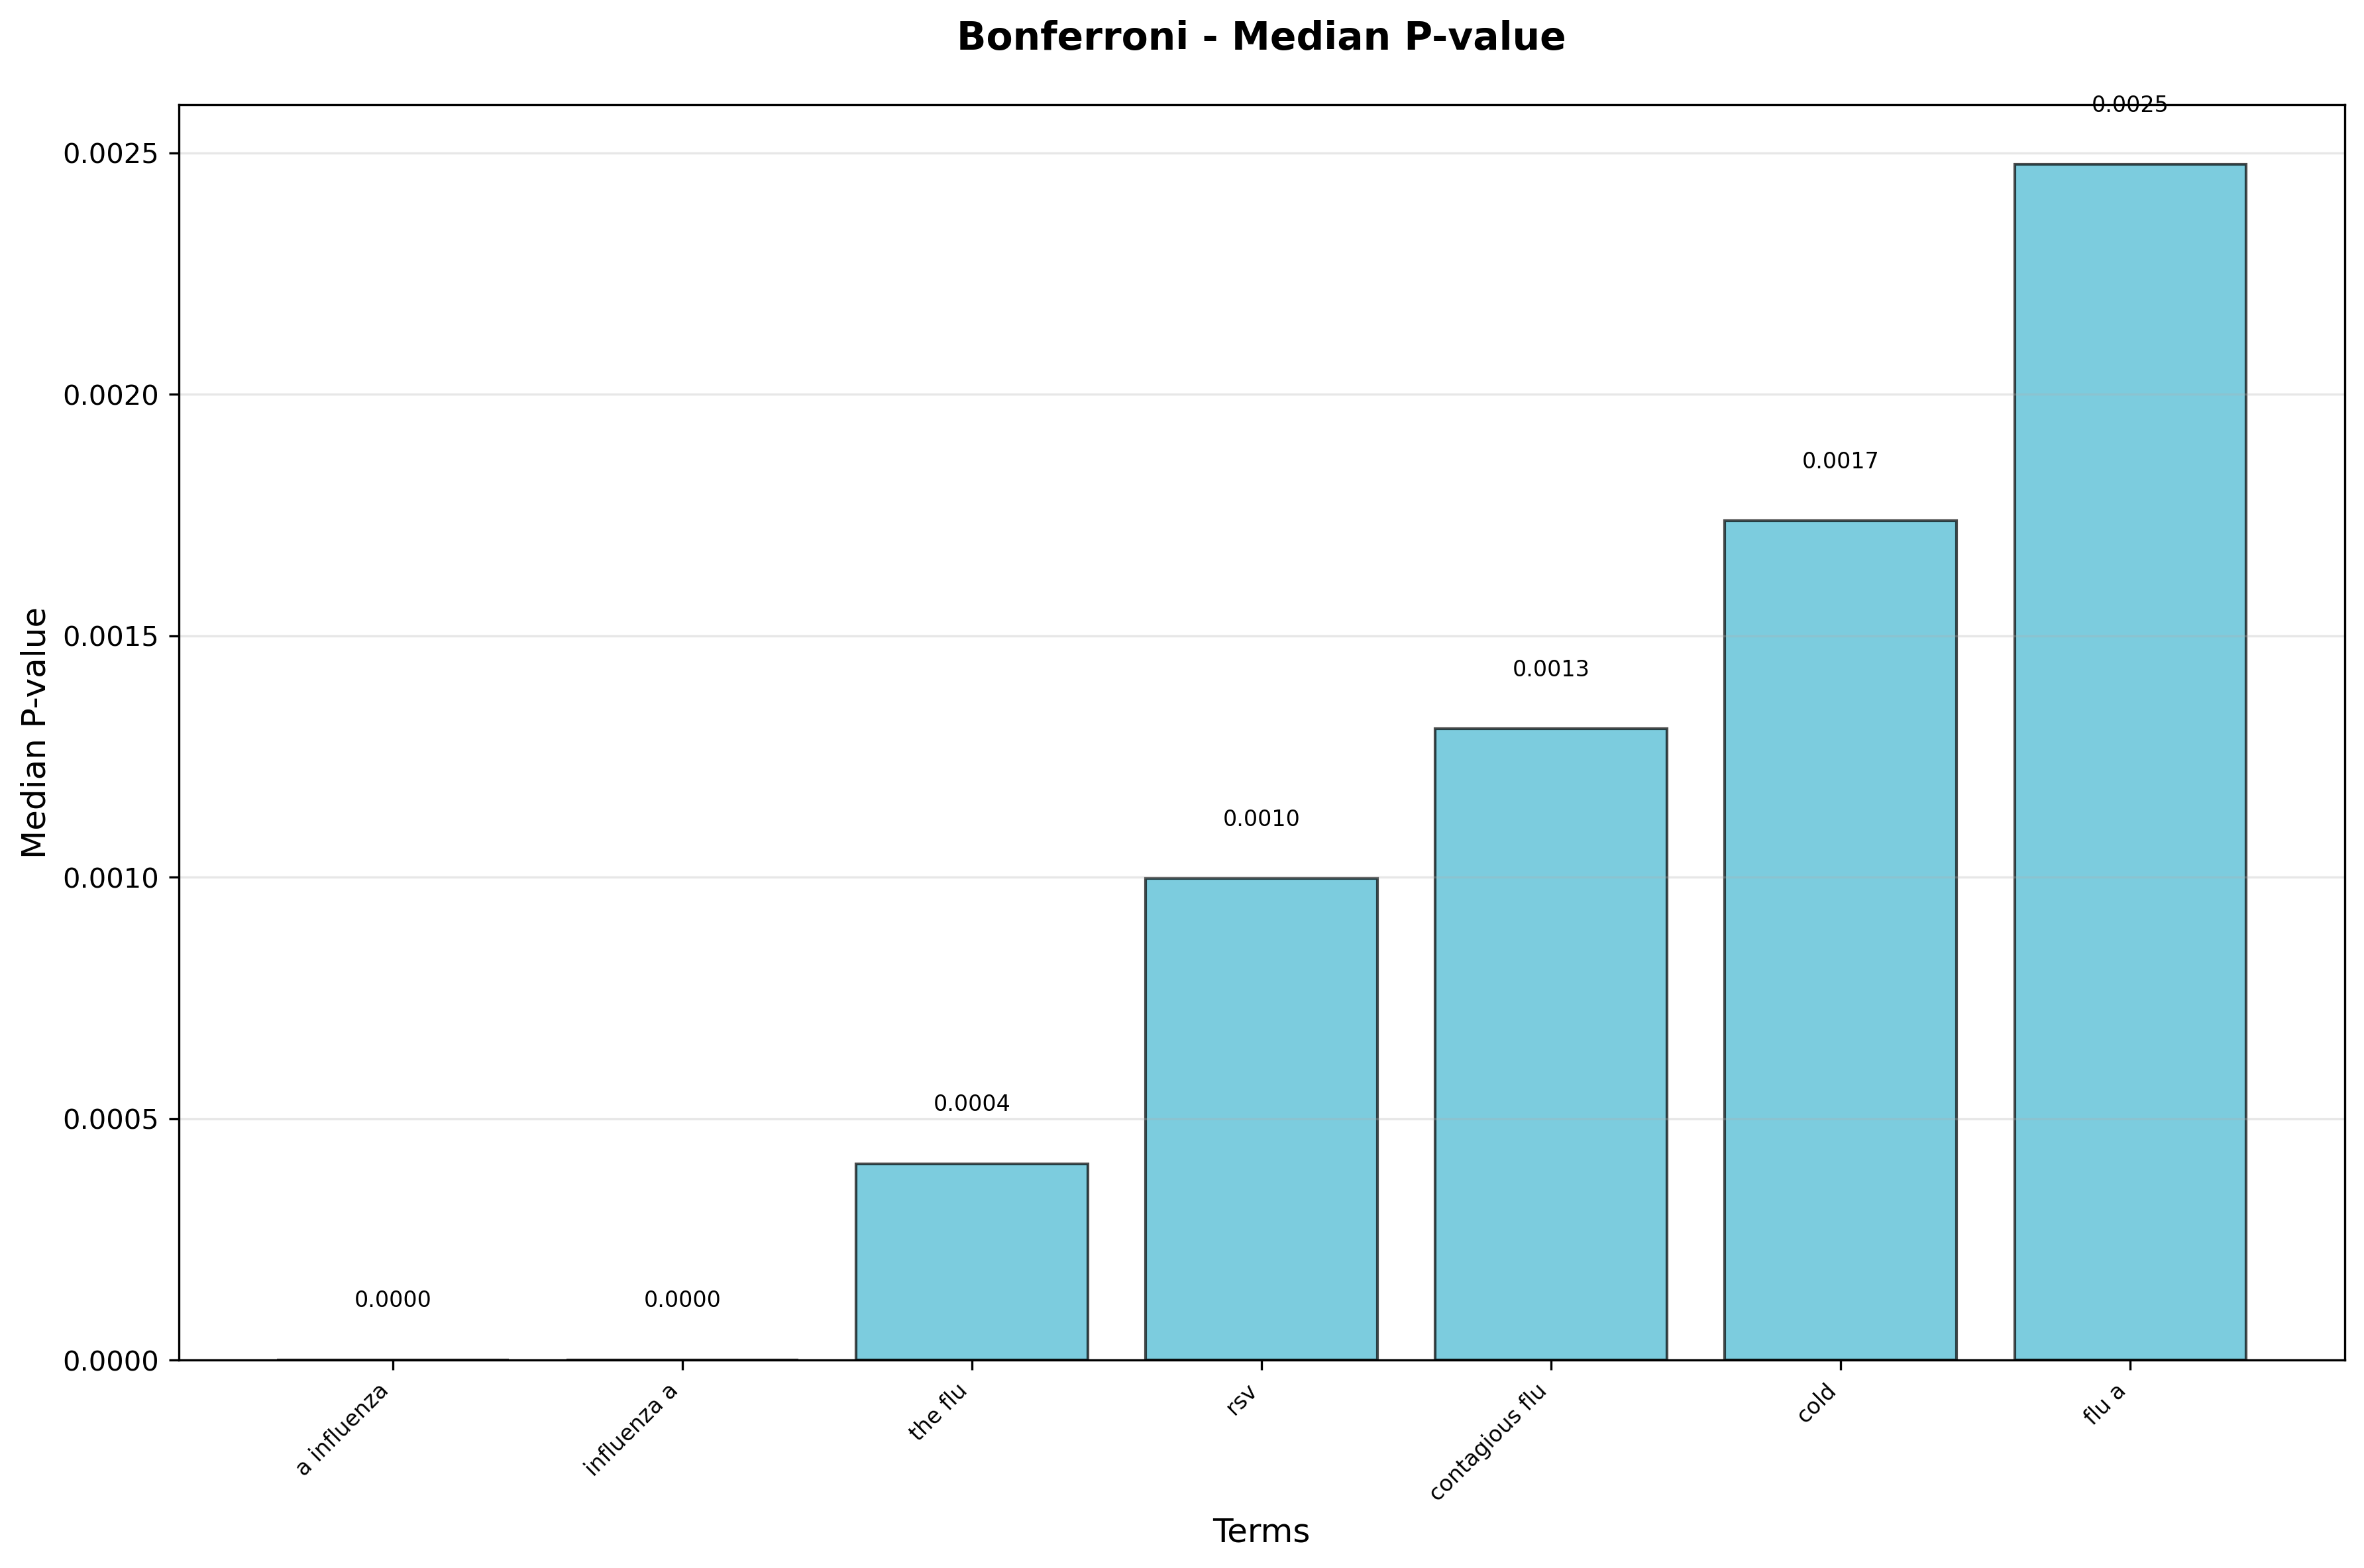 Bonferroni - Median P-value
0.0025
0.0025
0.0020
0.0017
0.0015
0.0013
0.0010
0.0010
0.0005
0.0004
0.0000
0.0000
0.0000
Median P-value
a influenza
influenza a
the flu
rsv
contagious flu
cold
flu a
Terms